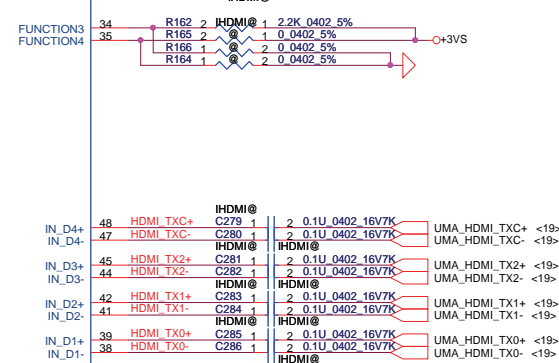 IHDMI@
FUNCTION3 34 R162 2 IHDMI@ 1 2.2K_0402_5%
FUNCTION4 35 R165 2 @ 1 0_0402_5% +3VS
R166 1 @ 2 0_0402_5%
R164 1 @ 2 0_0402_5%
IHDMI@
IN_D4+ 48 HDMI_TXC+ C279 1 2 0.1U_0402_16V7K UMA_HDMI_TXC+ <19>
IN_D4- 47 HDMI_TXC- C280 1 2 0.1U_0402_16V7K UMA_HDMI_TXC- <19>
IHDMI@
IN_D3+ 45 HDMI_TX2+ C281 1 2 0.1U_0402_16V7K UMA_HDMI_TX2+ <19>
IN_D3- 44 HDMI_TX2- C282 1 2 0.1U_0402_16V7K UMA_HDMI_TX2- <19>
IHDMI@ IHDMI@
IN_D2+ 42 HDMI_TX1+ C283 1 2 0.1U_0402_16V7K UMA_HDMI_TX1+ <19>
IN_D2- 41 HDMI_TX1- C284 1 2 0.1U_0402_16V7K UMA_HDMI_TX1- <19>
IHDMI@ IHDMI@
IN_D1+ 39 HDMI_TX0+ C285 1 2 0.1U_0402_16V7K UMA_HDMI_TX0+ <19>
IN_D1- 38 HDMI_TX0- C286 1 2 0.1U_0402_16V7K UMA_HDMI_TX0- <19>
IHDMI@